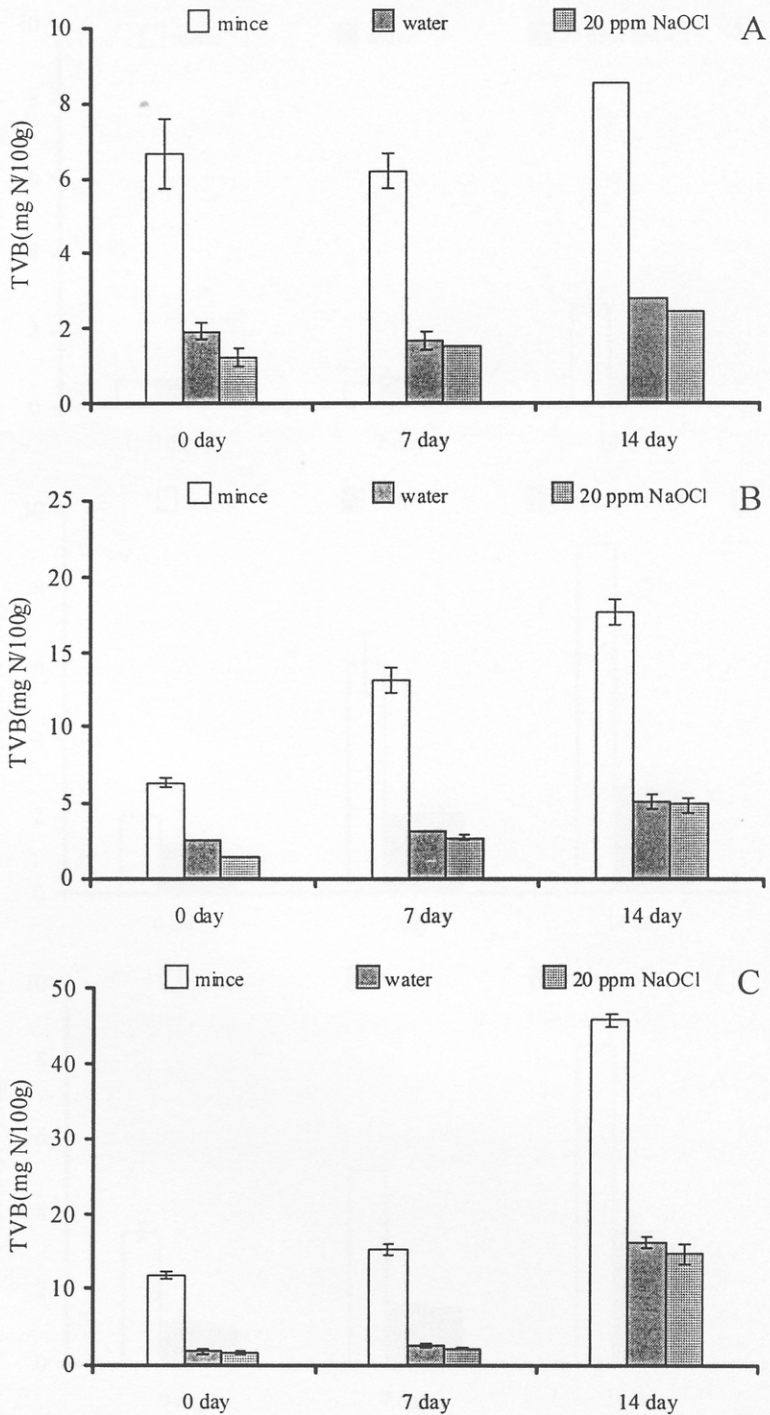 mince water 20 ppm NaOCl A
10
8
6
4
2
0
TVB(mg N/100g)
0 day 7 day 14 day
mince water 20 ppm NaOCl B
25
20
15
10
5
0
TVB(mg N/100g)
0 day 7 day 14 day
mince water 20 ppm NaOCl C
50
40
30
20
10
0
TVB(mg N/100g)
0 day 7 day 14 day